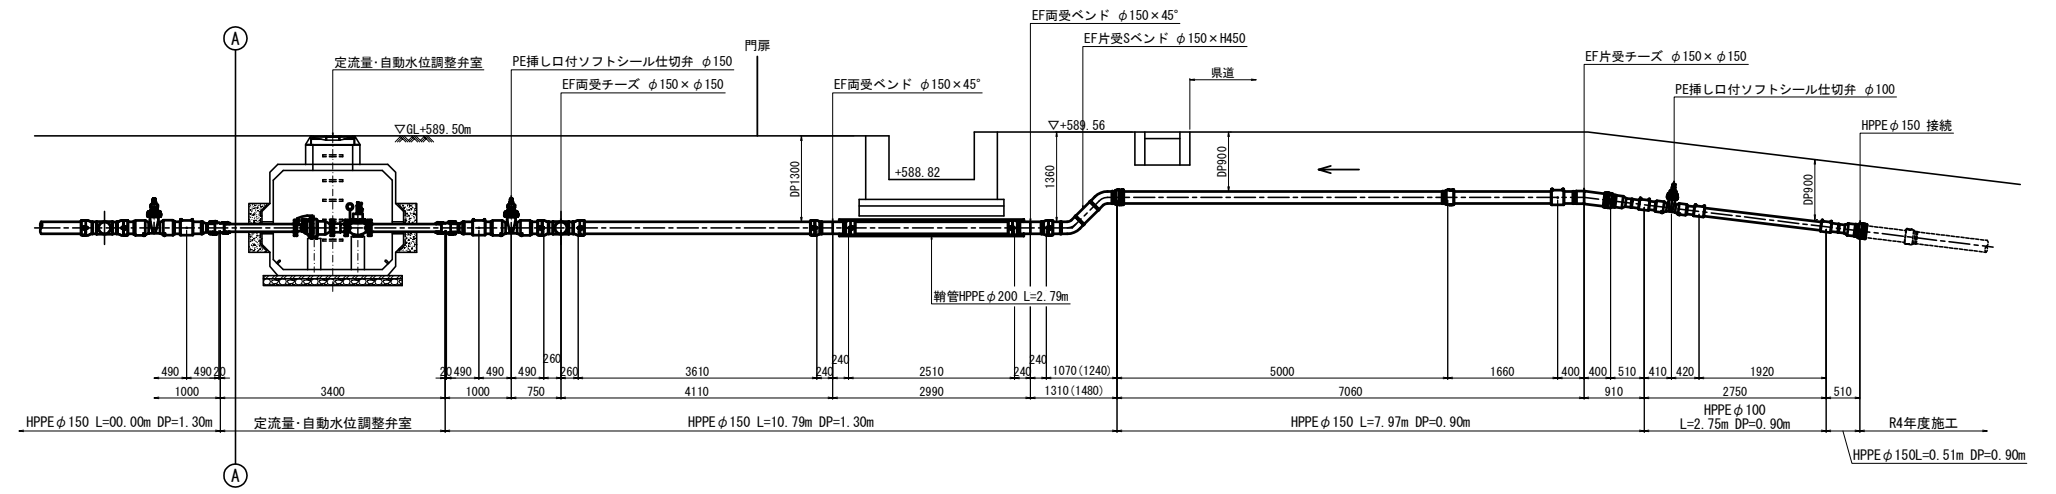 EF両受ベンド φ150×45°
EF片受Sベンド φ150×H450
A
門扉
定流量･自動水位調整弁室
PE挿し口付ソフトシール仕切弁 φ150
EF片受チーズ φ150×φ150
県道
EF両受チーズ φ150×φ150
EF両受ベンド φ150×45°
PE挿し口付ソフトシール仕切弁 φ100
▽GL+589.50m
▽+589.56
HPPEφ150 接続
+588.82
DP1300
1360
DP900
DP900
鞘管HPPEφ200 L=2.79m
490 490 20 20 490 490 490 260 260 3610 240 240 2510 240 240 1070(1240) 5000 1660 400 400 510 410 420 1920
1000 3400 1000 750 4110 2990 1310(1480) 7060 910 2750 510
HPPEφ150 L=00.00m DP=1.30m 定流量･自動水位調整弁室 HPPEφ150 L=10.79m DP=1.30m HPPEφ150 L=7.97m DP=0.90m
HPPEφ100
L=2.75m DP=0.90m
R4年度施工
HPPEφ150L=0.51m DP=0.90m
A